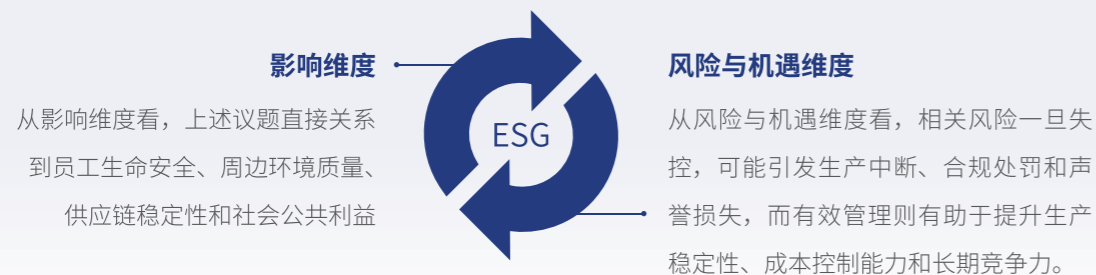 影响维度
从影响维度看，上述议题直接关系
到员工生命安全、周边环境质量、
供应链稳定性和社会公共利益
ESG
风险与机遇维度
从风险与机遇维度看，相关风险一旦失
控，可能引发生产中断、合规处罚和声
誉损失，而有效管理则有助于提升生产
稳定性、成本控制能力和长期竞争力。